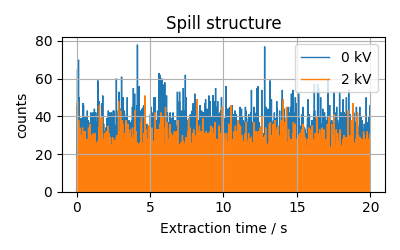 Spill structure
counts
80
60
40
20
0
0 kV
2 kV
0 5 10 15 20
Extraction time / s